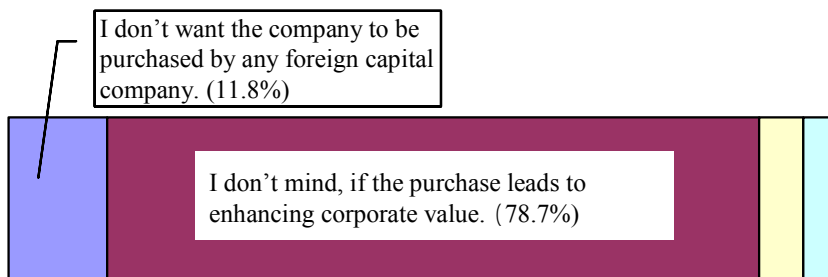 I don’t want the company to be
purchased by any foreign capital
company. (11.8%)
I don’t mind, if the purchase leads to
enhancing corporate value. (78.7%)